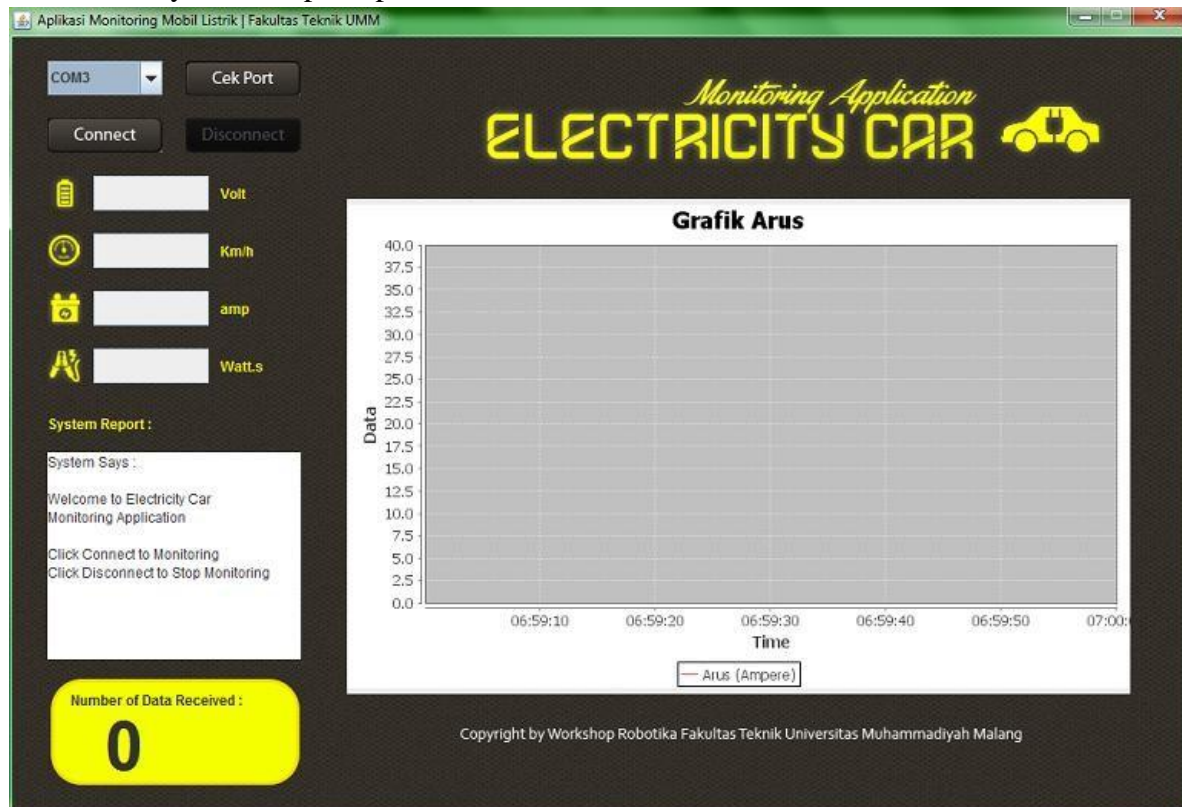 Aplikasi Monitoring Mobil Listrik | Fakultas Teknik UMM
COM3
Cek Port
Connect
Disconnect
Monitoring Application
ELECTRICITY CAR
Volt
Km/h
amp
Watt.s
System Report :
System Says :
Welcome to Electricity Car
Monitoring Application
Click Connect to Monitoring
Click Disconnect to Stop Monitoring
Number of Data Received :
0
Grafik Arus
Data
40.0
37.5
35.0
32.5
30.0
27.5
25.0
22.5
20.0
17.5
15.0
12.5
10.0
7.5
5.0
2.5
0.0
06:59:10 06:59:20 06:59:30 06:59:40 06:59:50 07:00:
Time
Arus (Ampere)
Copyright by Workshop Robotika Fakultas Teknik Universitas Muhammadiyah Malang